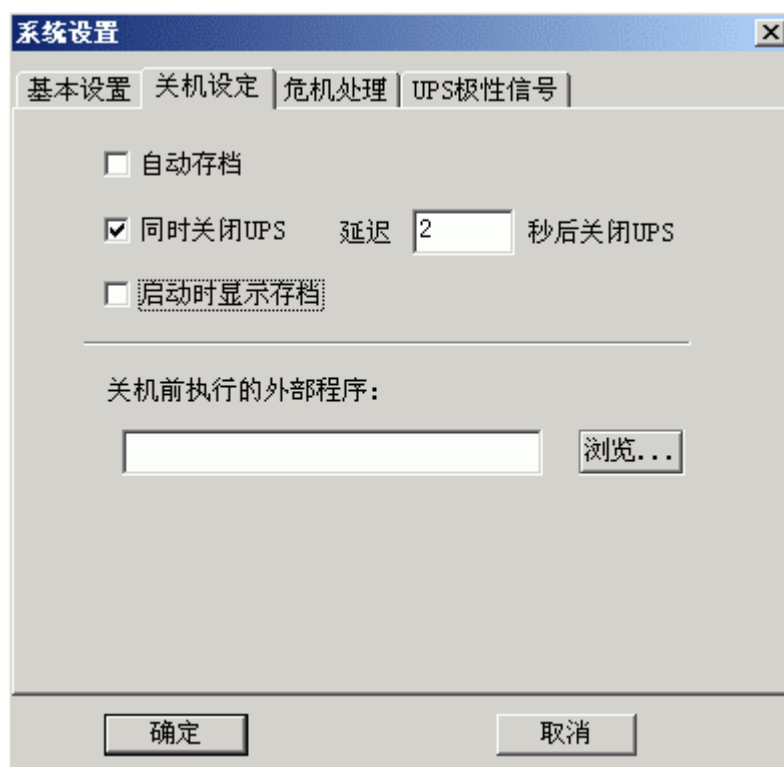 系统设置
基本设置 关机设定 危机处理 UPS极性信号
自动存档
同时关闭UPS 延迟 2 秒后关闭UPS
启动时显示存档
关机前执行的外部程序:
浏览...
确定 取消